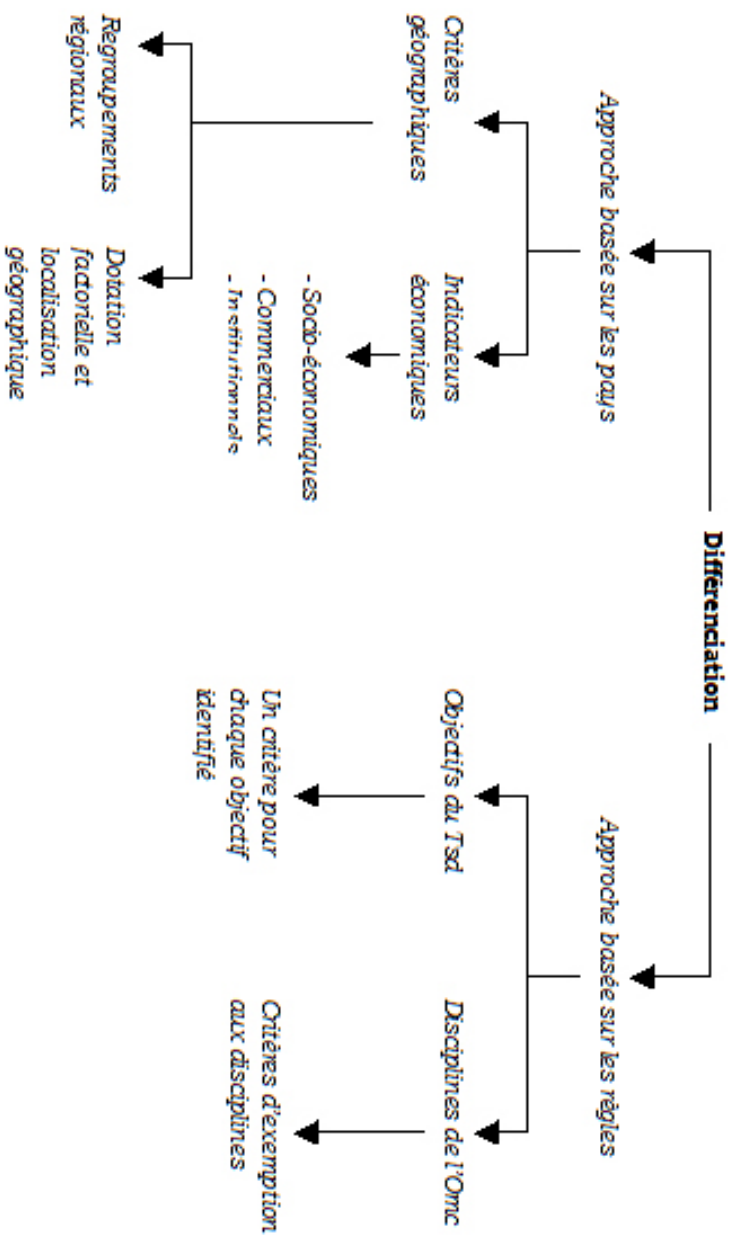 Différenciation
Approche basée sur les pays
Approche basée sur les règles
Critères
géographiques
Indicateurs
économiques
Objectifs du Tsd
Disciplines de l'Omc
- Socio-économiques
- Commerciaux
- Institutionnels
Un critère pour
chaque objectif
identifié
Critères d'exemption
aux disciplines
Regroupements
régionaux
Dotation
factorielle et
localisation
géographique